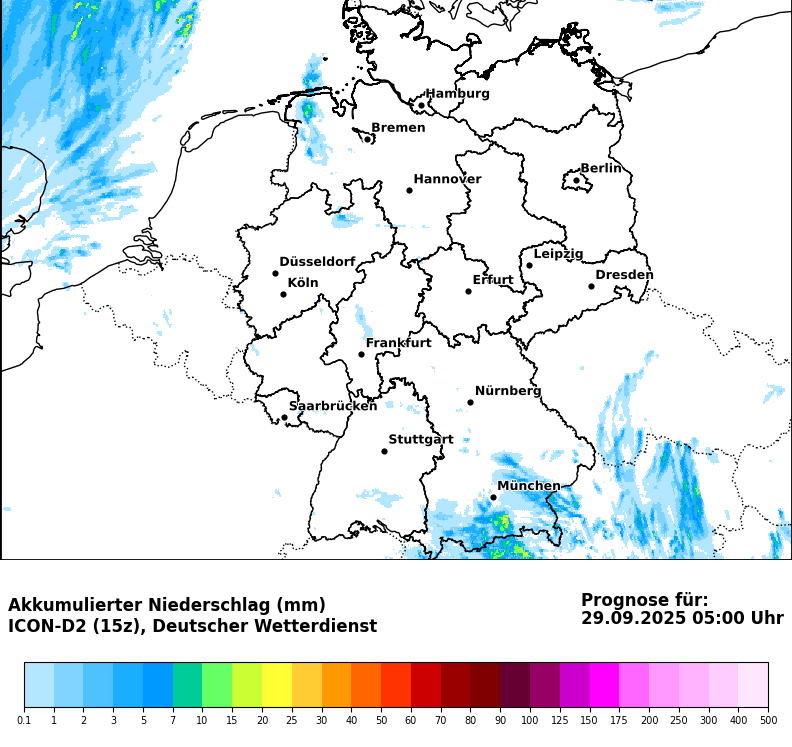 Hamburg
Bremen
Berlin
Hannover
Leipzig
Düsseldorf
Dresden
Köln
Erfurt
Frankfurt
Nürnberg
Saarbrücken
Stuttgart
München
Akkumulierter Niederschlag (mm)
ICON-D2 (15z), Deutscher Wetterdienst
Prognose für:
29.09.2025 05:00 Uhr
0.1 1 2 3 5 7 10 15 20 25 30 40 50 60 70 80 90 100 125 150 175 200 250 300 400 500